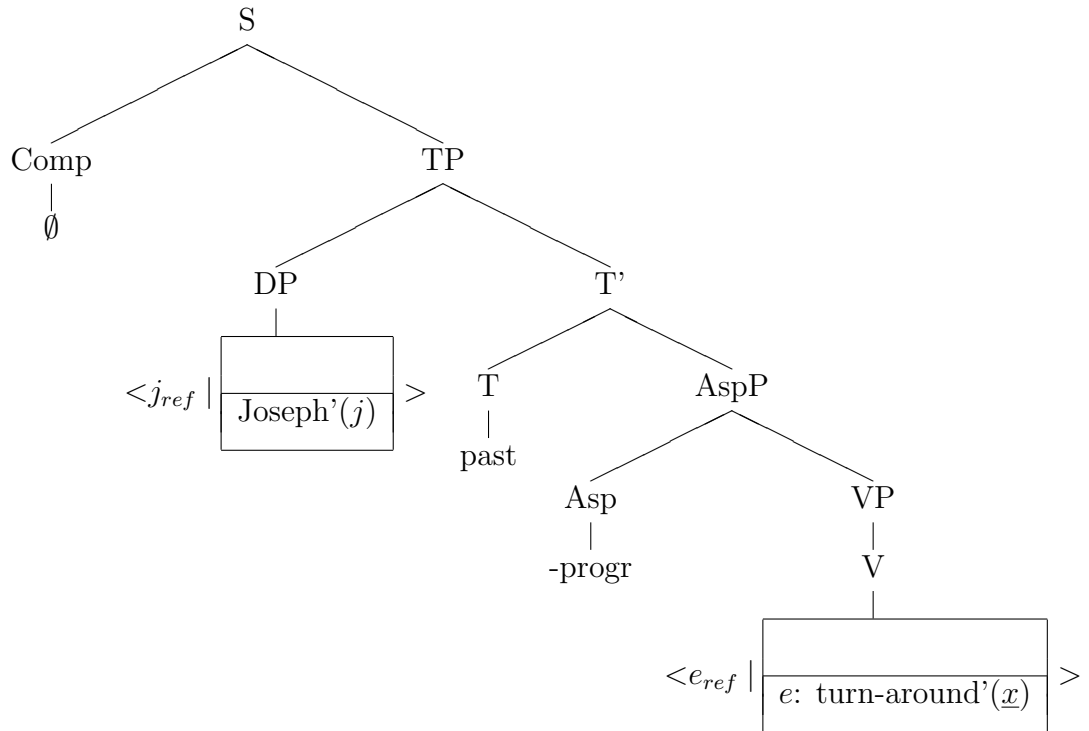 S
Comp TP
∅
DP T’
<j_ref | Joseph’(j) > T AspP
past
Asp VP
-progr V
<e_ref | e: turn-around’(x) >